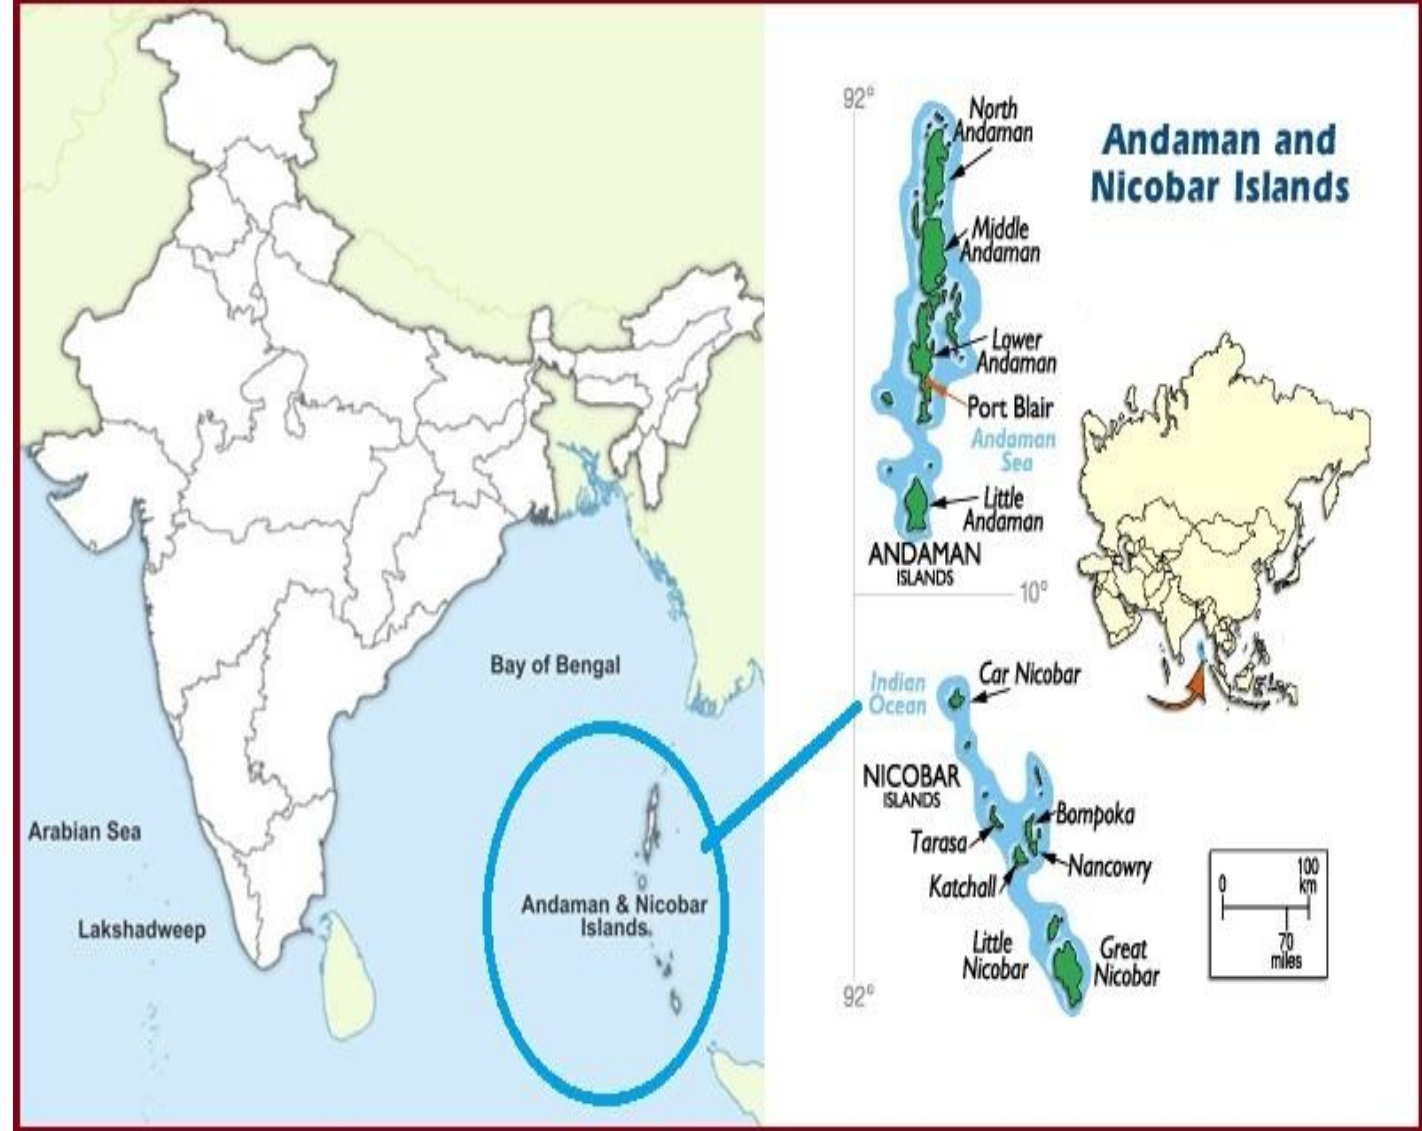 Bay of Bengal
Arabian Sea
Lakshadweep
Andaman & Nicobar
Islands
92°
North
Andaman
Andaman and
Nicobar Islands
Middle
Andaman
Lower
Andaman
Port Blair
Andaman
Sea
Little
Andaman
ANDAMAN
ISLANDS
10°
Indian
Ocean
Car Nicobar
NICOBAR
ISLANDS
Bompoka
Tarasa
Nancowry
Katchall
Little
Nicobar
Great
Nicobar
92°
0
100
km
70
miles